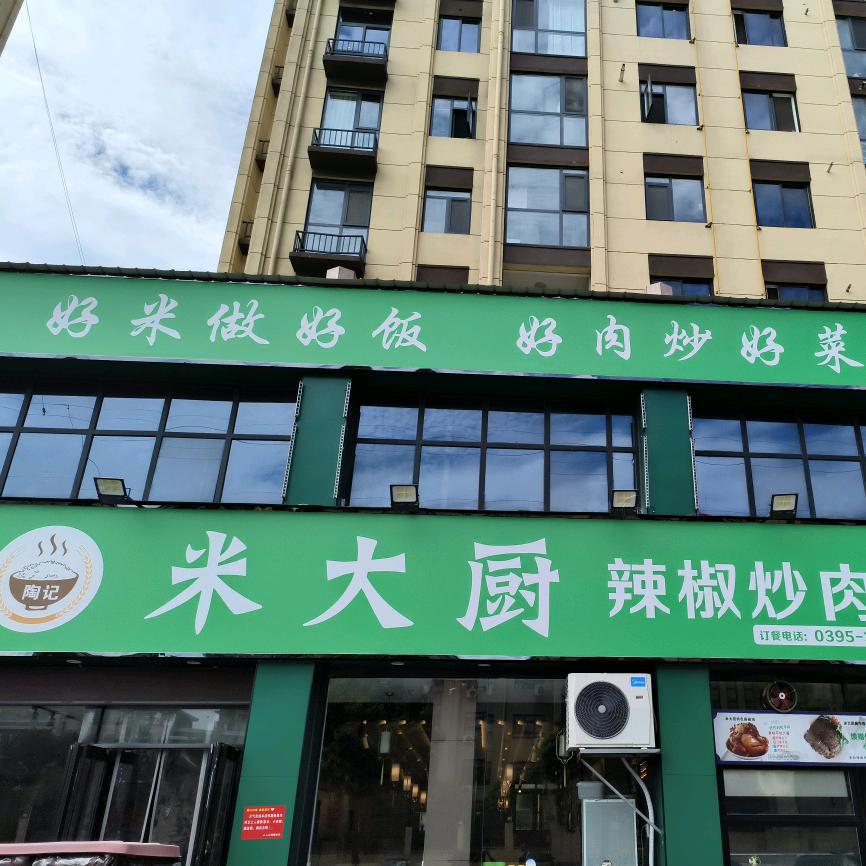 好米做好饭 好肉炒好菜
陶记
米大厨 辣椒炒肉
订餐电话：0395-